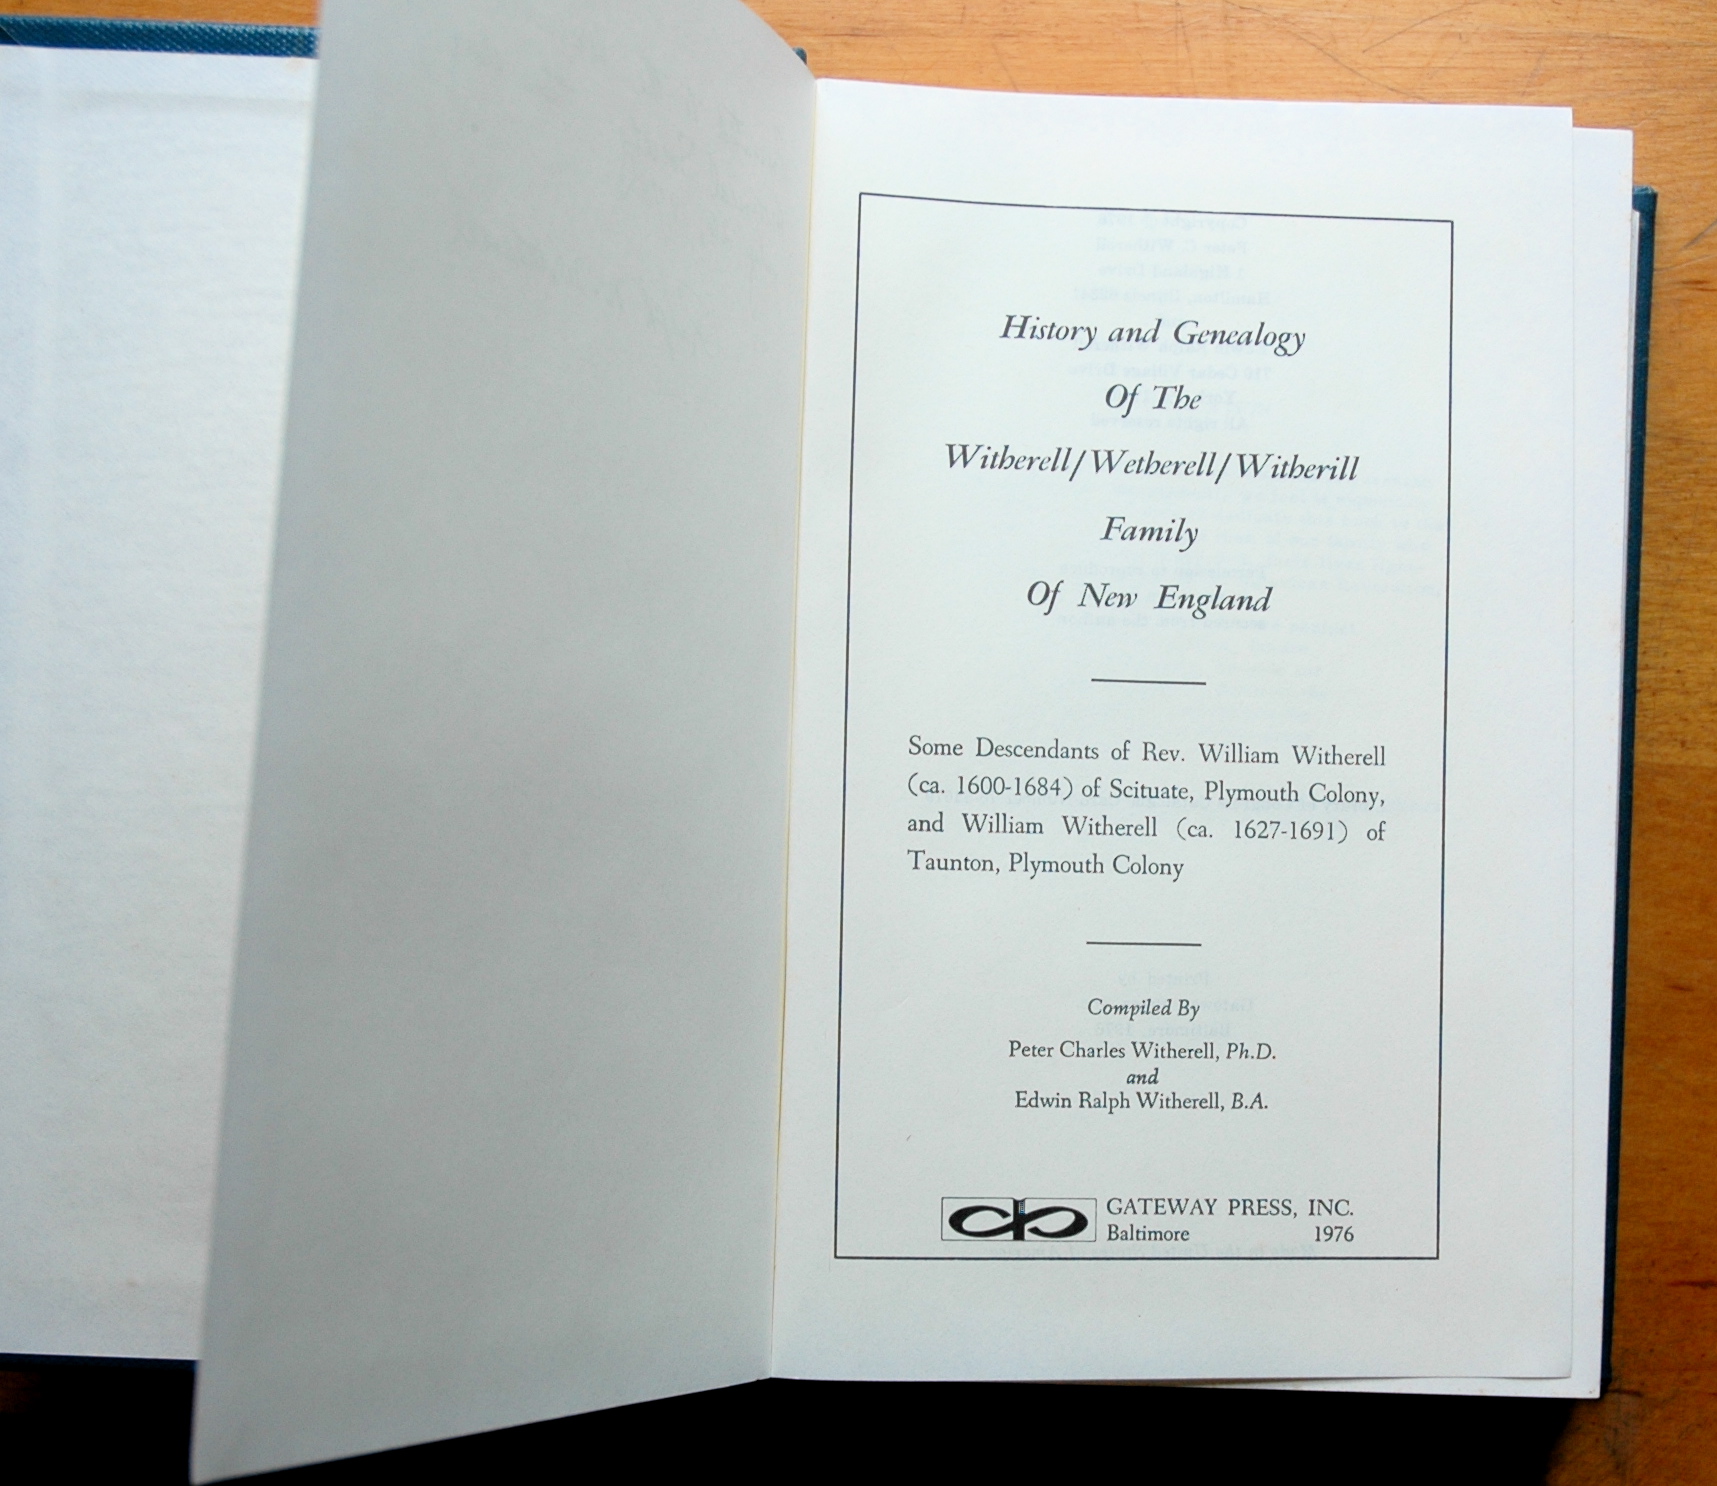 History and Genealogy
Of The
Witherell/Wetherell/Witherill
Family
Of New England
Some Descendants of Rev. William Witherell
(ca. 1600-1684) of Scituate, Plymouth Colony,
and William Witherell (ca. 1627-1691) of
Taunton, Plymouth Colony
Compiled By
Peter Charles Witherell, Ph.D.
and
Edwin Ralph Witherell, B.A.
GATEWAY PRESS, INC.
Baltimore 1976